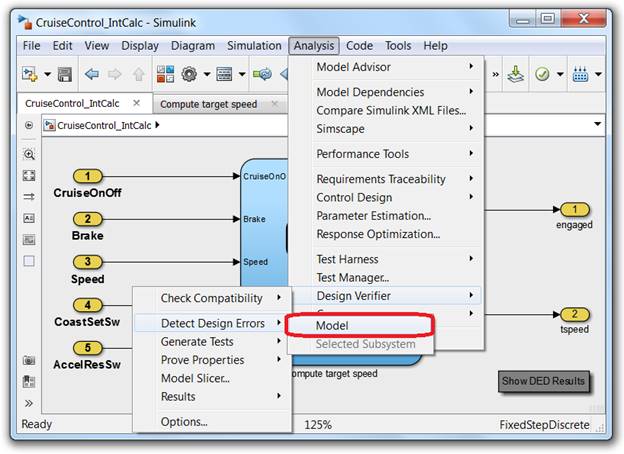 CruiseControl_IntCalc - Simulink
File Edit View Display Diagram Simulation Analysis Code Tools Help
CruiseControl_IntCalc Compute target speed
CruiseControl_IntCalc
Model Advisor
Model Dependencies
Compare Simulink XML Files...
Simscape
Performance Tools
Requirements Traceability
Control Design
Parameter Estimation...
Response Optimization...
Test Harness
Test Manager...
Design Verifier
1
CruiseOnOff
2
Brake
3
Speed
4
CoastSetSw
5
AccelResSw
CruiseOnO
Brake
Speed
1
engaged
2
tspeed
Check Compatibility
Detect Design Errors
Generate Tests
Prove Properties
Model Slicer...
Results
Options...
Model
Selected Subsystem
ompute target speed
Show DED Results
Ready 125% FixedStepDiscrete